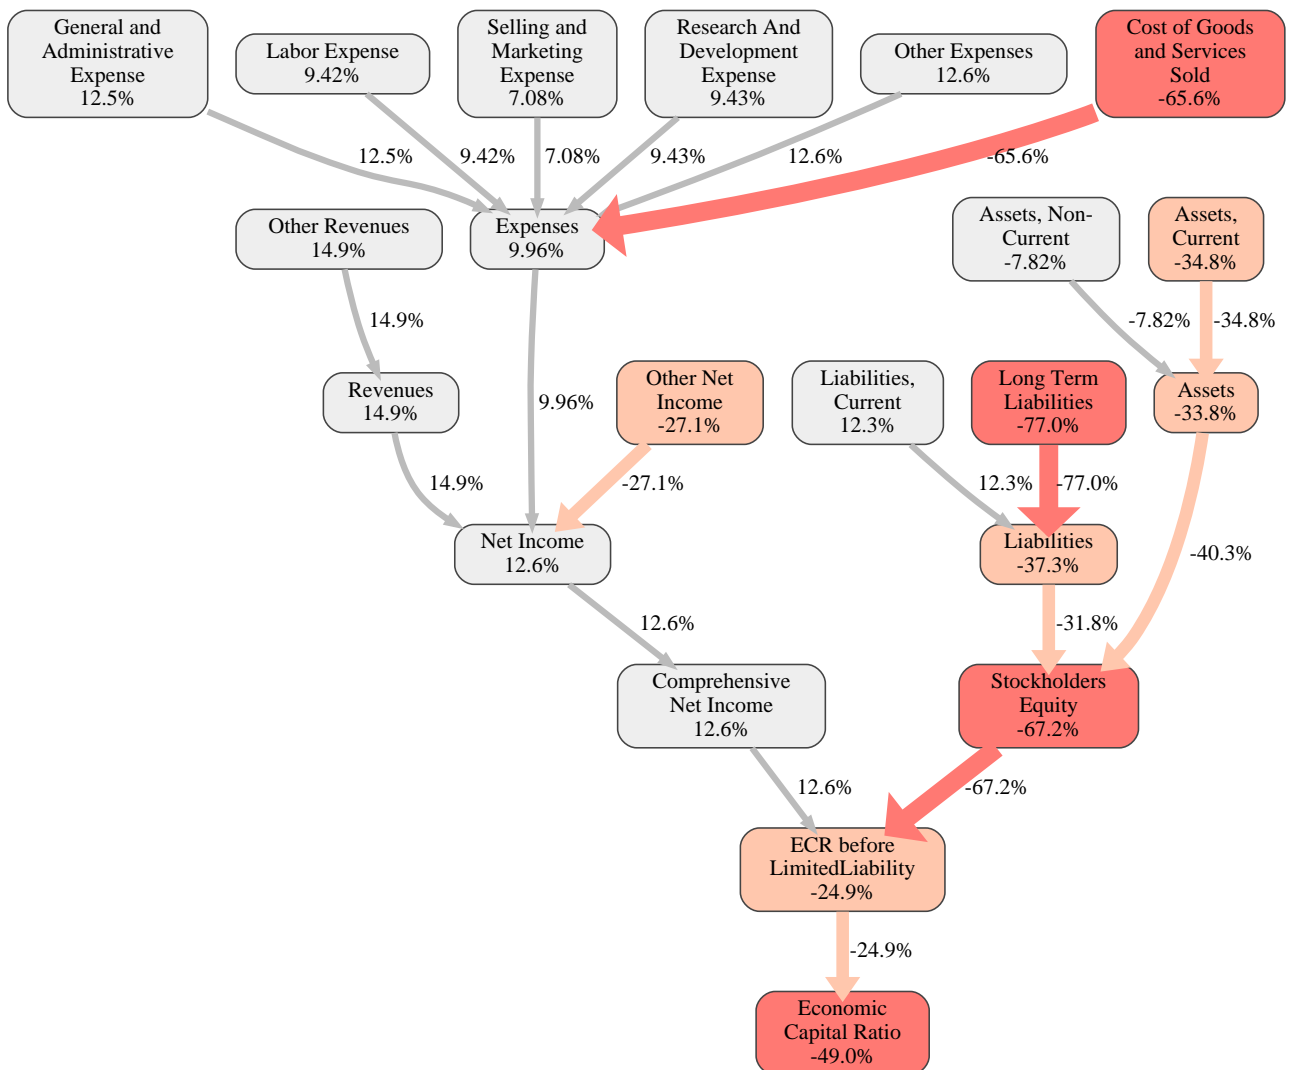 General and
Administrative
Expense
12.5%
Labor Expense
9.42%
Selling and
Marketing
Expense
7.08%
Research And
Development
Expense
9.43%
Other Expenses
12.6%
Cost of Goods
and Services
Sold
-65.6%
12.5%
9.42%
7.08%
9.43%
12.6%
-65.6%
Other Revenues
14.9%
Expenses
9.96%
Assets, Non-
Current
-7.82%
Assets,
Current
-34.8%
14.9%
-7.82%
-34.8%
Revenues
14.9%
9.96%
Other Net
Income
-27.1%
Liabilities,
Current
12.3%
Long Term
Liabilities
-77.0%
Assets
-33.8%
14.9%
-27.1%
12.3%
-77.0%
Net Income
12.6%
Liabilities
-37.3%
-40.3%
12.6%
-31.8%
Comprehensive
Net Income
12.6%
Stockholders
Equity
-67.2%
12.6%
-67.2%
ECR before
LimitedLiability
-24.9%
-24.9%
Economic
Capital Ratio
-49.0%